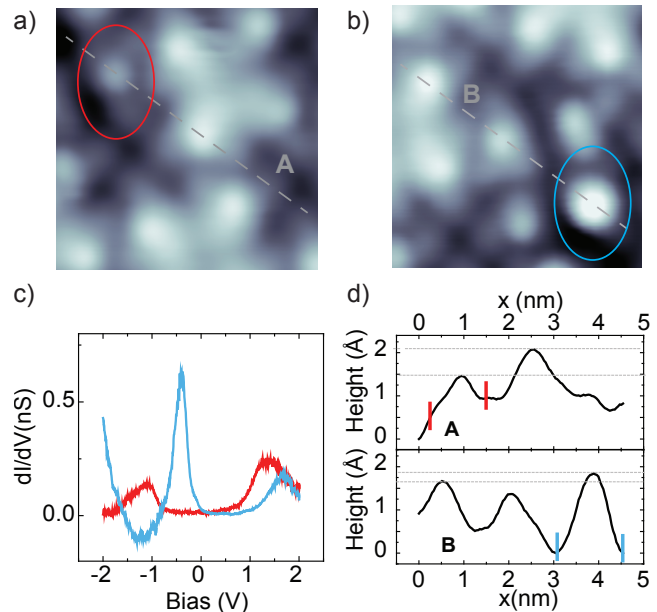 a)
A
b)
B
c)
dI/dV(nS)
0.5
0.0
-2 -1 0 1 2
Bias (V)
d)
x (nm)
0 1 2 3 4 5
Height (Å)
2
1
0
A
Height (Å)
2
1
0
B
0 1 2 3 4 5
x(nm)